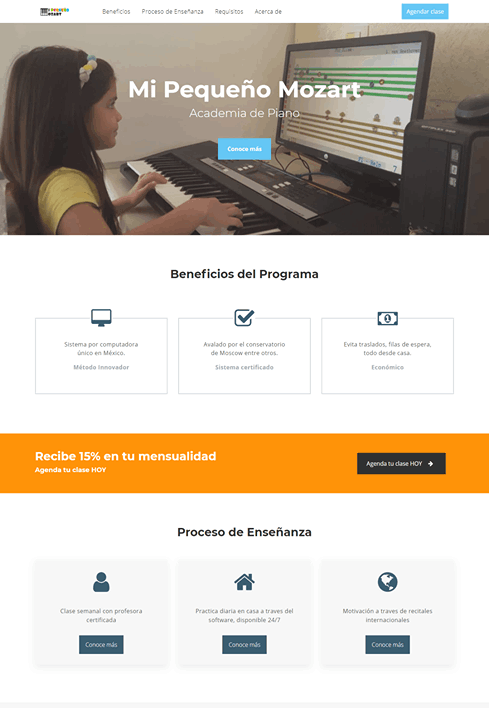 MI PEQUEÑO
MOZART
Beneficios
Proceso de Enseñanza
Requisitos
Acerca de
Agendar clase
Mi Pequeño Mozart
Academia de Piano
Conoce más
Beneficios del Programa
Sistema por computadora
único en México.
Método Innovador
Avalado por el conservatorio
de Moscow entre otros.
Sistema certificado
Evita traslados, filas de espera,
todo desde casa.
Económico
Recibe 15% en tu mensualidad
Agenda tu clase HOY
Agenda tu clase HOY
Proceso de Enseñanza
Clase semanal con profesora
certificada
Conoce más
Practica diaria en casa a traves del
software, disponible 24/7
Conoce más
Motivación a traves de recitales
internacionales
Conoce más